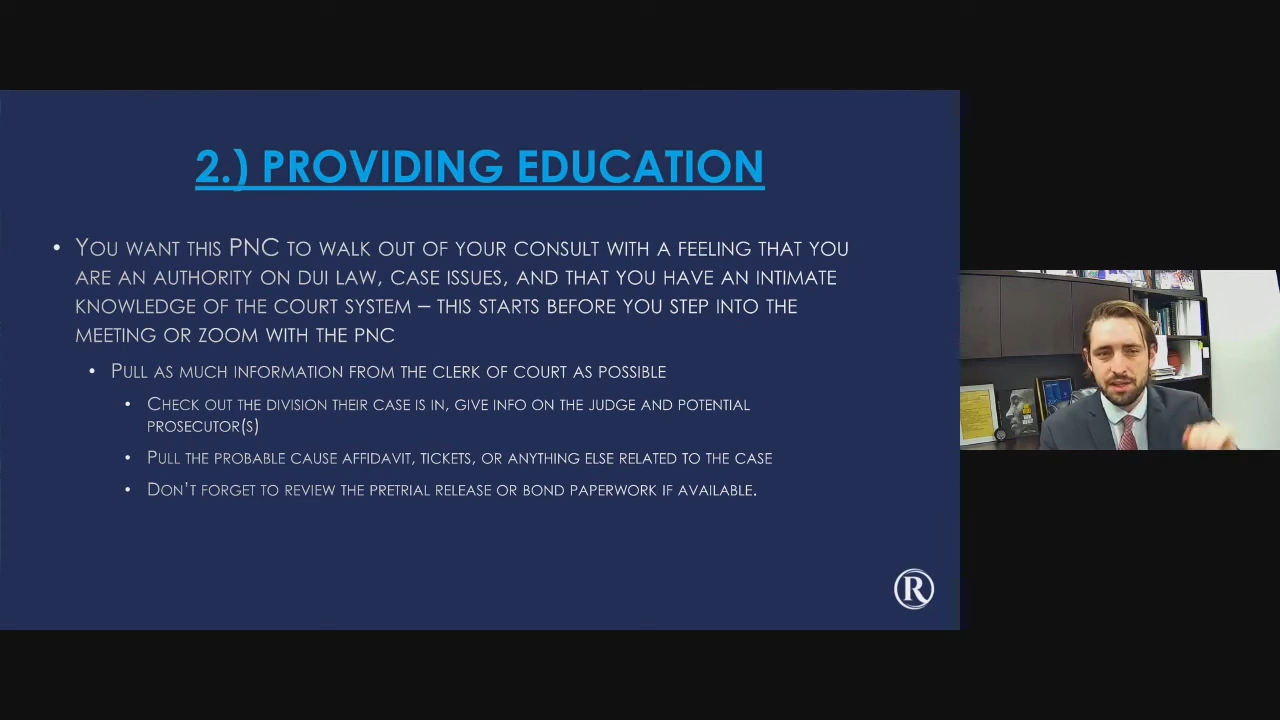 2.) PROVIDING EDUCATION
• YOU WANT THIS PNC TO WALK OUT OF YOUR CONSULT WITH A FEELING THAT YOU
ARE AN AUTHORITY ON DUI LAW, CASE ISSUES, AND THAT YOU HAVE AN INTIMATE
KNOWLEDGE OF THE COURT SYSTEM – THIS STARTS BEFORE YOU STEP INTO THE
MEETING OR ZOOM WITH THE PNC
• PULL AS MUCH INFORMATION FROM THE CLERK OF COURT AS POSSIBLE
• CHECK OUT THE DIVISION THEIR CASE IS IN, GIVE INFO ON THE JUDGE AND POTENTIAL
PROSECUTOR(S)
• PULL THE PROBABLE CAUSE AFFIDAVIT, TICKETS, OR ANYTHING ELSE RELATED TO THE CASE
• DON'T FORGET TO REVIEW THE PRETRIAL RELEASE OR BOND PAPERWORK IF AVAILABLE.
R